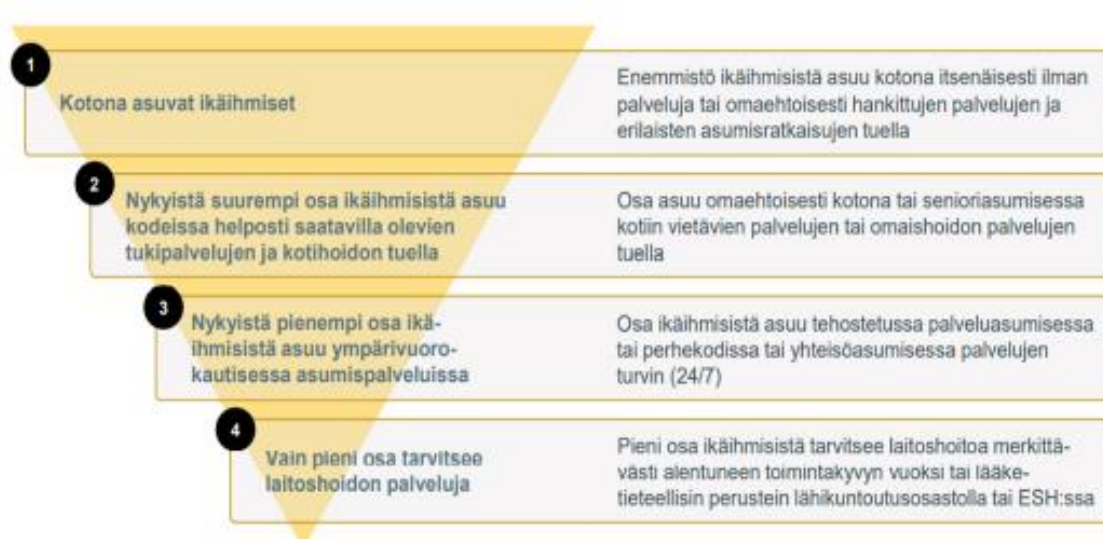 1
Kotona asuvat ikäihmiset
Enemmistö ikäihmisistä asuu kotona itsenäisesti ilman
palveluja tai omaehtoisesti hankittujen palvelujen ja
erilaisten asumisratkaisujen tuella
2
Nykyistä suurempi osa ikäihmisistä asuu
kodeissa helposti saatavilla olevien
tukipalvelujen ja kotihoidon tuella
Osa asuu omaehtoisesti kotona tai senioriasumisessa
kotiin vietävien palvelujen tai omaishoidon palvelujen
tuella
3
Nykyistä pienempi osa ikä-
ihmisistä asuu ympärivuoro-
kautisessa asumispalveluissa
Osa ikäihmisistä asuu tehostetussa palveluasumisessa
tai perhekodissa tai yhteisöasumisessa palvelujen
turvin (24/7)
4
Vain pieni osa tarvitsee
laitoshoidon palveluja
Pieni osa ikäihmisistä tarvitsee laitoshoitoa merkittä-
västi alentuneen toimintakyvyn vuoksi tai lääke-
tieteellisin perustein lähikuntoutusosastolla tai ESH:ssa